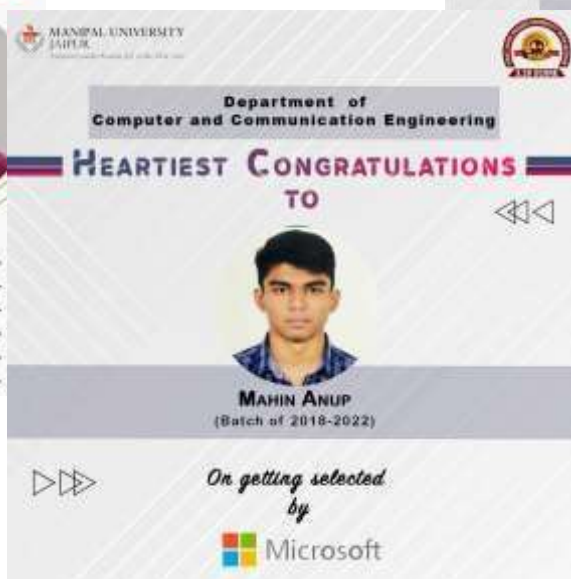 MANIPAL UNIVERSITY
JAIPUR
Department of
Computer and Communication Engineering
HEARTIEST CONGRATULATIONS
TO
MAHIN ANUP
(Batch of 2018-2022)
On getting selected
by
Microsoft